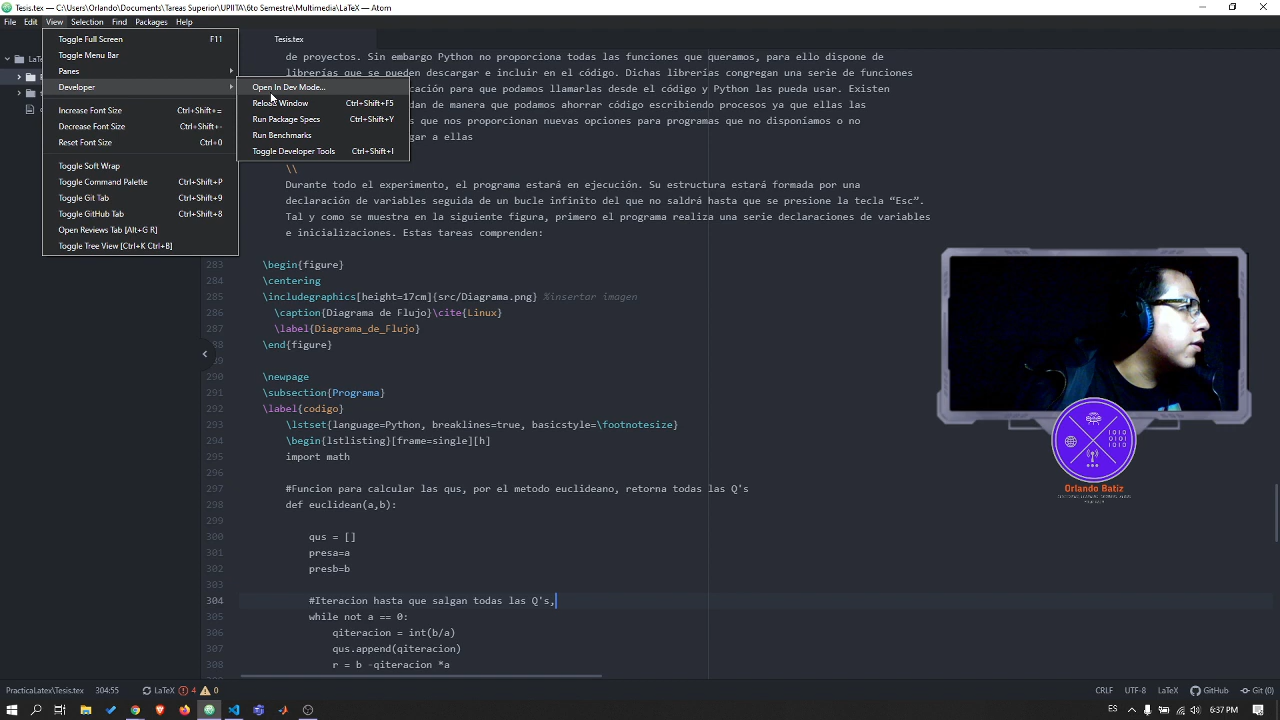 Tesis.tex — C:\Users\Orlando\Documents\Tareas Superior\UPIITA\6to Semestre\Multimedia\LaTeX — Atom
File Edit View Selection Find Packages Help
Toggle Full Screen F11
Toggle Menu Bar
Panes
Developer
Increase Font Size Ctrl+Shift+=
Decrease Font Size Ctrl+Shift+-
Reset Font Size Ctrl+0
Toggle Soft Wrap
Toggle Command Palette Ctrl+Shift+P
Toggle Git Tab Ctrl+Shift+9
Toggle GitHub Tab Ctrl+Shift+8
Open Reviews Tab [Alt+G R]
Toggle Tree View [Ctrl+K Ctrl+B]
Open In Dev Mode...
Reload Window Ctrl+Shift+F5
Run Package Specs Ctrl+Shift+Y
Run Benchmarks
Toggle Developer Tools Ctrl+Shift+I
Tesis.tex
de proyectos. Sin embargo Python no proporciona todas las funciones que queramos, para ello dispone de
librerías que se pueden descargar e incluir en el código. Dichas librerías congregan una serie de funciones
cación para que podamos llamarlas desde el código y Python las pueda usar. Existen
dan de manera que podamos ahorrar código escribiendo procesos ya que ellas las
que nos proporcionan nuevas opciones para programas que no disponíamos o no
gar a ellas
\\
Durante todo el experimento, el programa estará en ejecución. Su estructura estará formada por una
declaración de variables seguida de un bucle infinito del que no saldrá hasta que se presione la tecla “Esc”.
Tal y como se muestra en la siguiente figura, primero el programa realiza una serie declaraciones de variables
e inicializaciones. Estas tareas comprenden:
283 \begin{figure}
284 \centering
285 \includegraphics[height=17cm]{src/Diagrama.png} %insertar imagen
286 \caption{Diagrama de Flujo}\cite{Linux}
287 \label{Diagrama_de_Flujo}
288 \end{figure}
289
290 \newpage
291 \subsection{Programa}
292 \label{codigo}
293 \lstset{language=Python, breaklines=true, basicstyle=\footnotesize}
294 \begin{lstlisting}[frame=single][h]
295 import math
296
297 #Funcion para calcular las qus, por el metodo euclideano, retorna todas las Q's
298 def euclidean(a,b):
299
300 qus = []
301 presa=a
302 presb=b
303
304 #Iteracion hasta que salgan todas las Q's,
305 while not a == 0:
306 qiteracion = int(b/a)
307 qus.append(qiteracion)
308 r = b -qiteracion *a
Orlando Batiz
PracticaLatex\Tesis.tex 304:55 LaTeX 4 0 CRLF UTF-8 LaTeX GitHub Git (0)
ES 6:37 PM